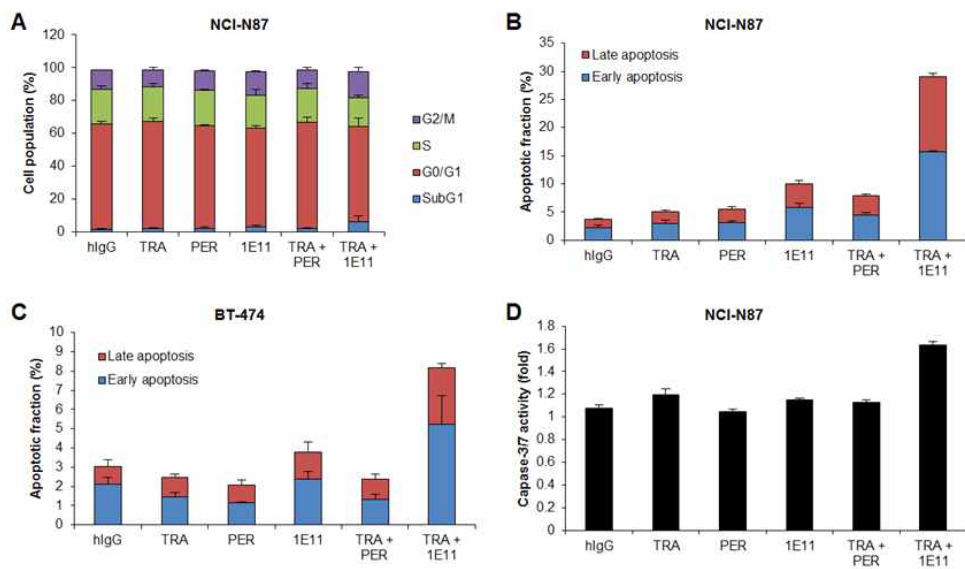 A
NCI-N87
Cell population (%)
120
100
80
60
40
20
0
G2/M
S
G0/G1
SubG1
hIgG
TRA
PER
1E11
TRA +
PER
TRA +
1E11
B
NCI-N87
Apoptotic fraction (%)
35
30
25
20
15
10
5
0
Late apoptosis
Early apoptosis
hIgG
TRA
PER
1E11
TRA +
PER
TRA +
1E11
C
BT-474
Apoptotic fraction (%)
10
9
8
7
6
5
4
3
2
1
0
Late apoptosis
Early apoptosis
hIgG
TRA
PER
1E11
TRA +
PER
TRA +
1E11
D
NCI-N87
Capase-3/7 activity (fold)
1.8
1.6
1.4
1.2
1
0.8
0.6
0.4
0.2
0
hIgG
TRA
PER
1E11
TRA +
PER
TRA +
1E11